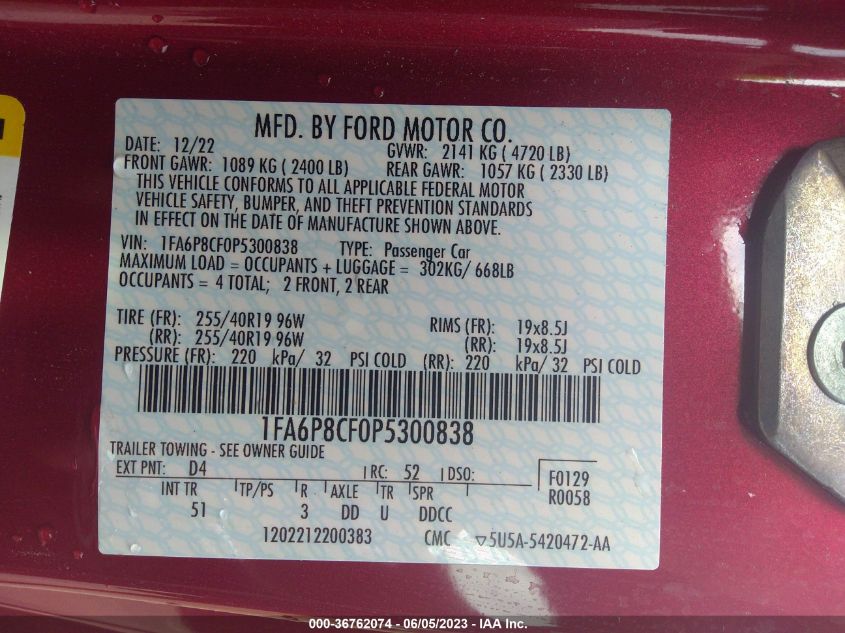 MFD. BY FORD MOTOR CO.
DATE: 12/22 GVWR: 2141 KG ( 4720 LB)
FRONT GAWR: 1089 KG ( 2400 LB) REAR GAWR: 1057 KG ( 2330 LB)
THIS VEHICLE CONFORMS TO ALL APPLICABLE FEDERAL MOTOR
VEHICLE SAFETY, BUMPER, AND THEFT PREVENTION STANDARDS
IN EFFECT ON THE DATE OF MANUFACTURE SHOWN ABOVE.
VIN: 1FA6P8CF0P5300838 TYPE: Passenger Car
MAXIMUM LOAD = OCCUPANTS + LUGGAGE = 302KG/ 668LB
OCCUPANTS = 4 TOTAL; 2 FRONT, 2 REAR
TIRE (FR): 255/40R19 96W RIMS (FR): 19x8.5J
(RR): 255/40R19 96W (RR): 19x8.5J
PRESSURE (FR): 220 kPa/ 32 PSI COLD (RR): 220 kPa/ 32 PSI COLD
1FA6P8CF0P5300838
TRAILER TOWING - SEE OWNER GUIDE
EXT PNT: D4 RC: 52 DSO: F0129
R0058
INT TR TP/PS R AXLE TR SPR
51 3 DD U DDCC
1202212200383 CMC ▽5U5A-5420472-AA
000-36762074 - 06/05/2023 - IAA Inc.